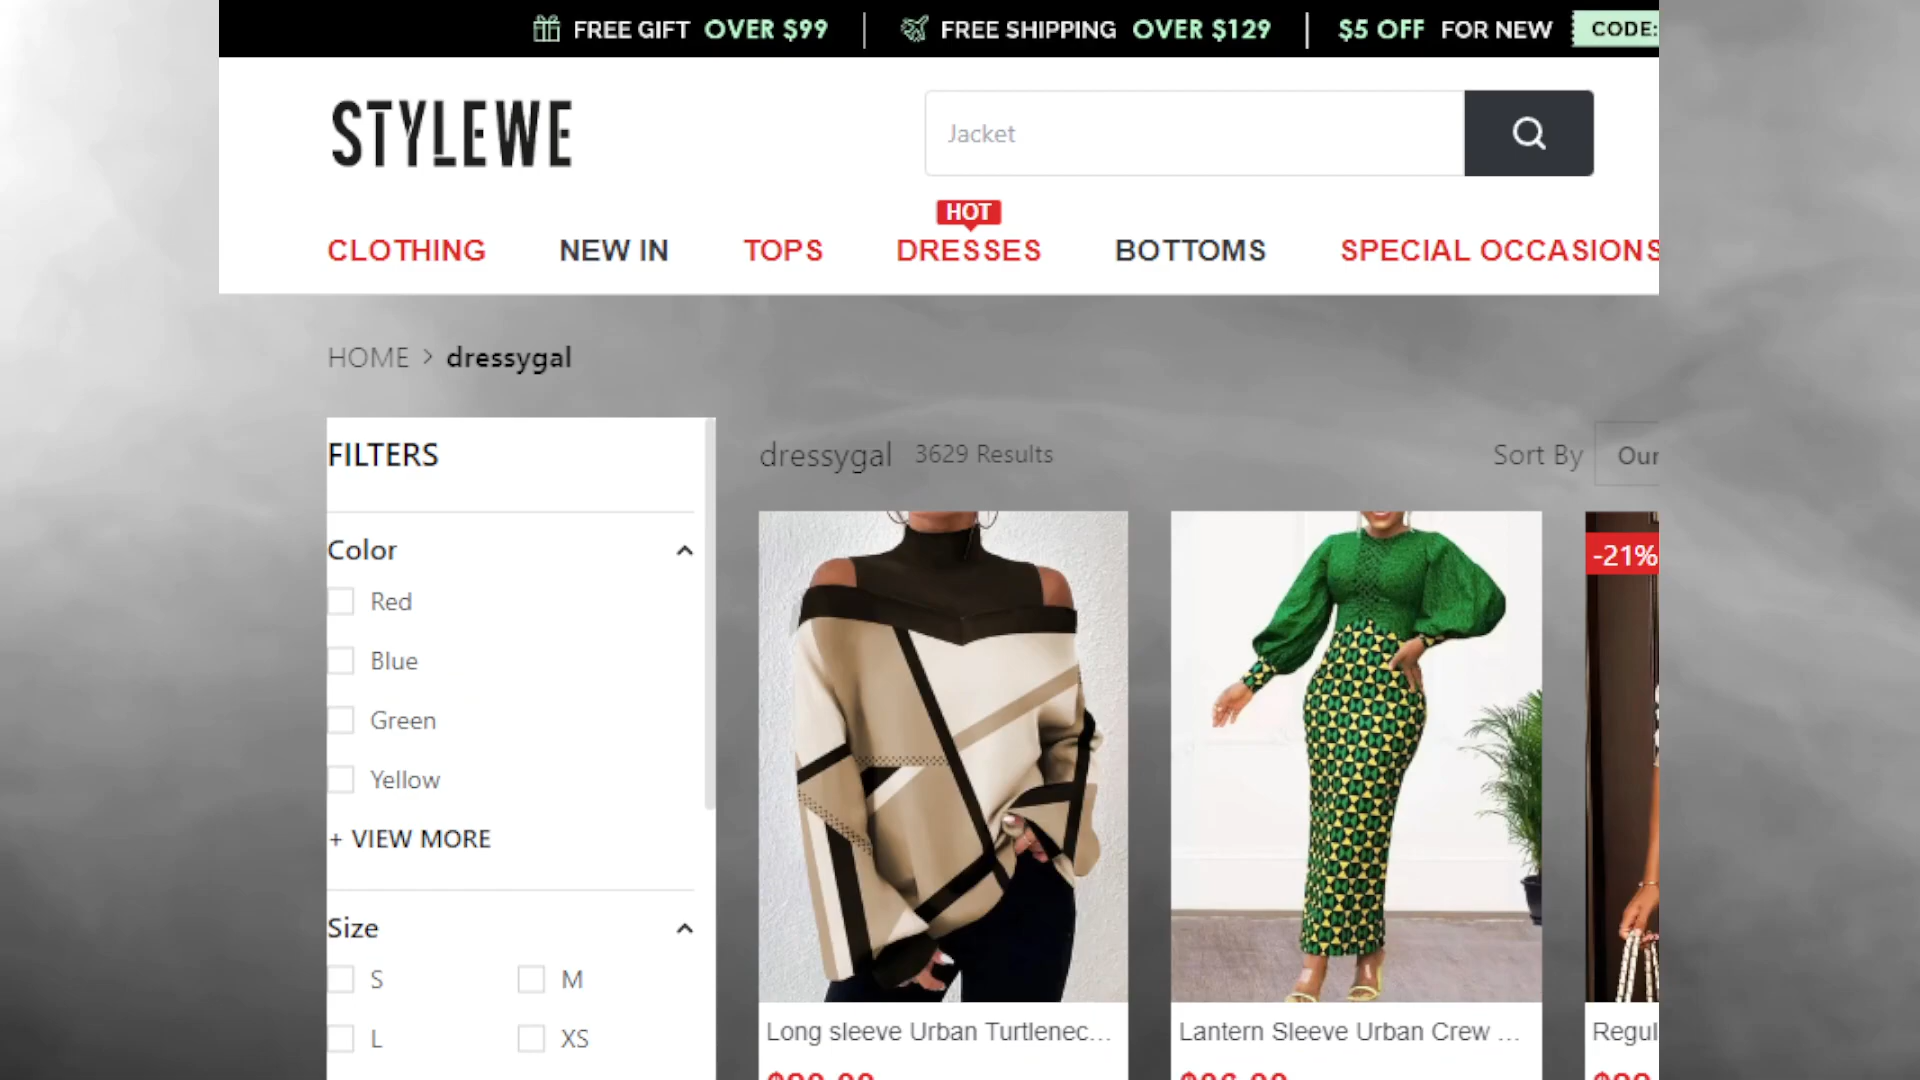 FREE GIFT OVER $99
FREE SHIPPING OVER $129
$5 OFF FOR NEW
CODE:
STYLEWE
Jacket
HOT
CLOTHING NEW IN TOPS DRESSES BOTTOMS SPECIAL OCCASIONS
HOME > dressygal
FILTERS
dressygal 3629 Results
Sort By Our
Color
Red
Blue
Green
Yellow
+ VIEW MORE
Size
S M
L XS
-21%
Long sleeve Urban Turtlenec...
Lantern Sleeve Urban Crew ...
Regul